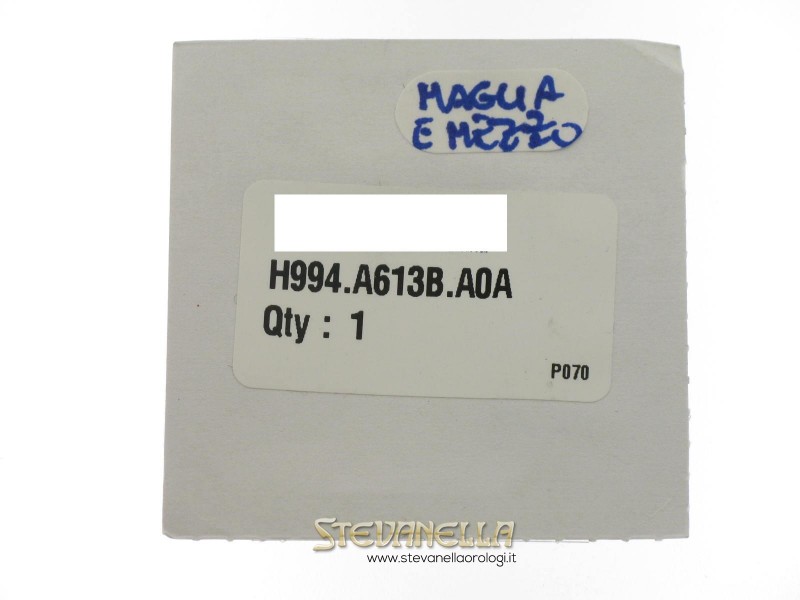 MAGLIA
E MEZZO
H994.A613B.A0A
Qty : 1
P070
STEVANELLA
www.stevanellaorologi.it